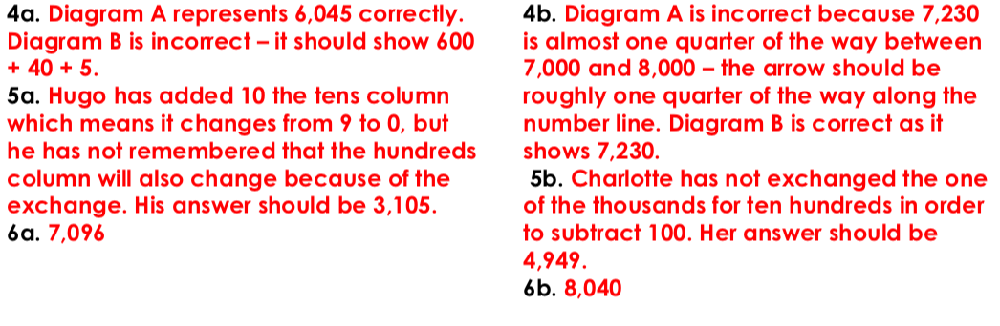 4a. Diagram A represents 6,045 correctly.
Diagram B is incorrect – it should show 600
+ 40 + 5.
5a. Hugo has added 10 the tens column
which means it changes from 9 to 0, but
he has not remembered that the hundreds
column will also change because of the
exchange. His answer should be 3,105.
6a. 7,096
4b. Diagram A is incorrect because 7,230
is almost one quarter of the way between
7,000 and 8,000 – the arrow should be
roughly one quarter of the way along the
number line. Diagram B is correct as it
shows 7,230.
5b. Charlotte has not exchanged the one
of the thousands for ten hundreds in order
to subtract 100. Her answer should be
4,949.
6b. 8,040